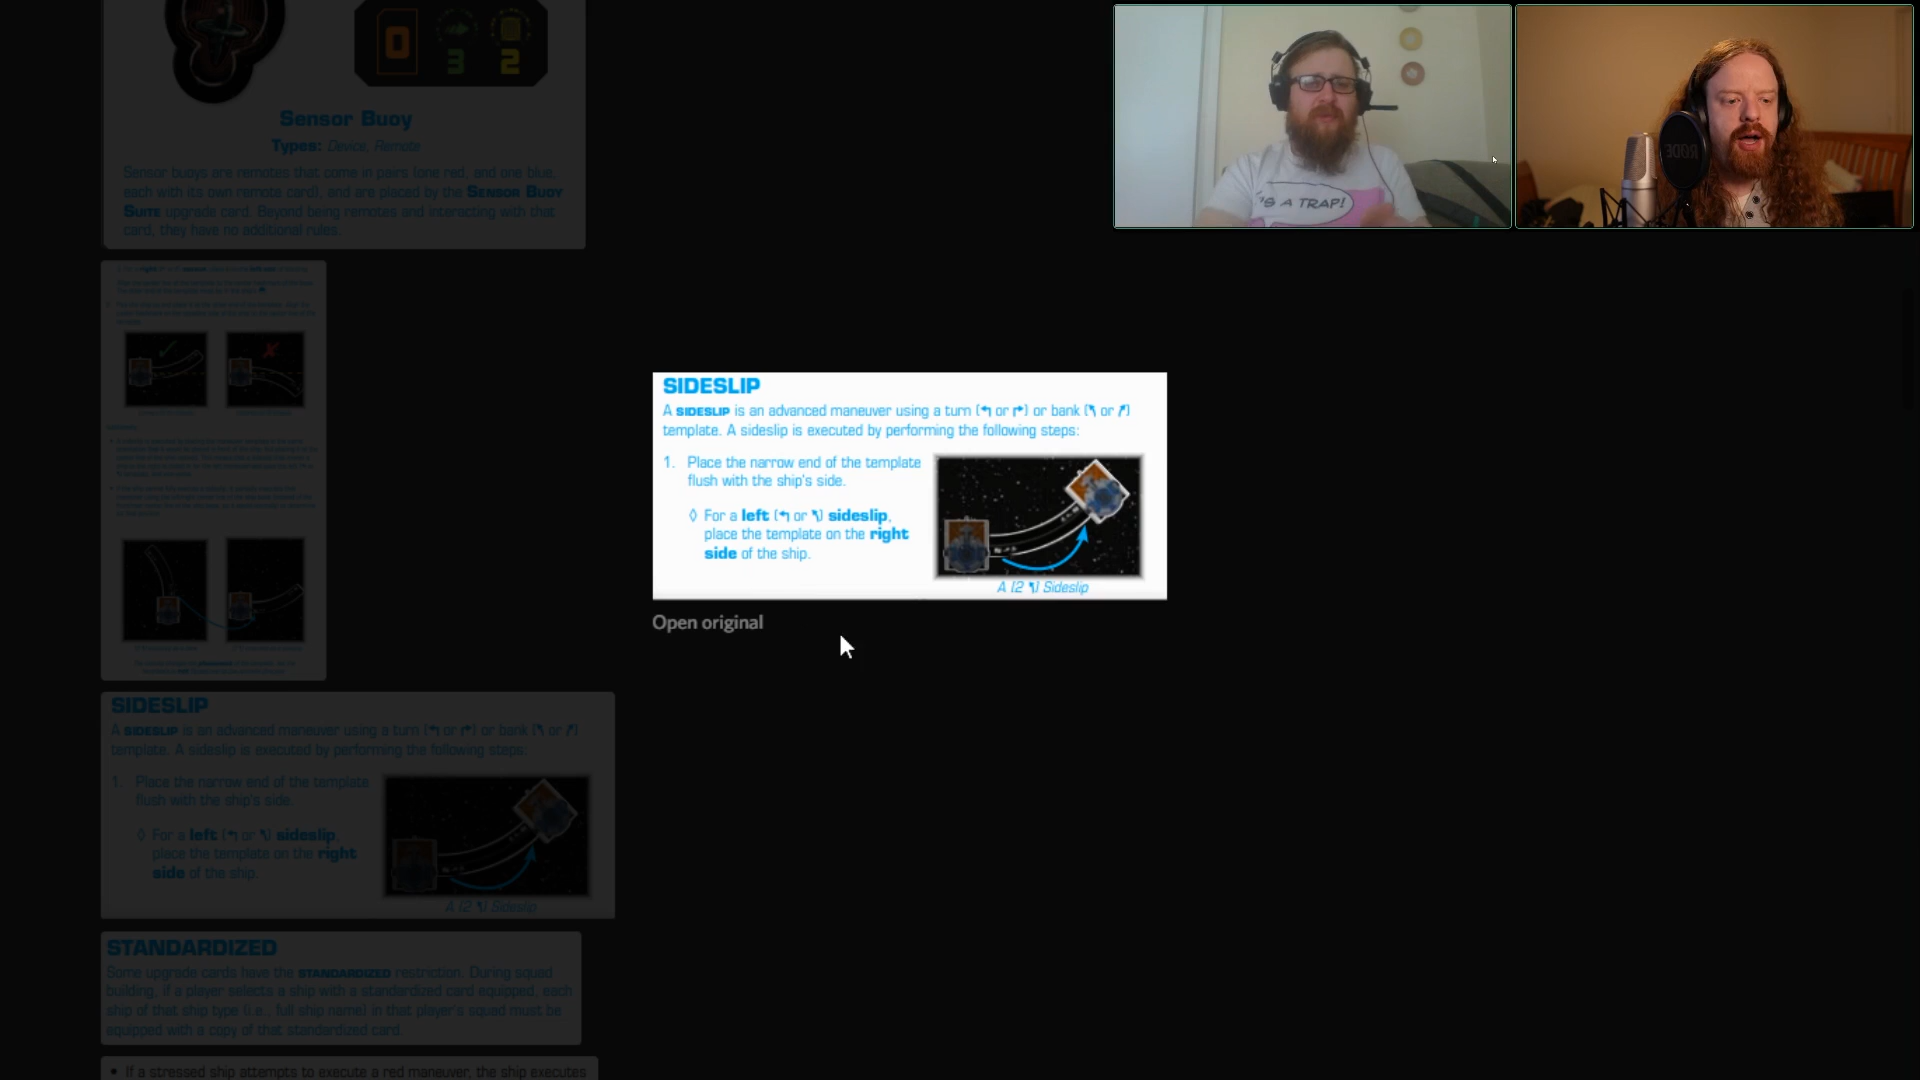 0 3 2
Sensor Buoy
Types: Device, Remote
Sensor buoys are remotes that come in pairs (one red, and one blue,
each with its own remote card), and are placed by the SENSOR BUOY
SUITE upgrade card. Beyond being remotes and interacting with that
card, they have no additional rules.
'S A TRAP!
RODE
SIDESLIP
A SIDESLIP is an advanced maneuver using a turn (↰ or ↱) or bank (↖ or ↗)
template. A sideslip is executed by performing the following steps:
1. Place the narrow end of the template
flush with the ship's side.
◊ For a left (↰ or ↖) sideslip,
place the template on the right
side of the ship.
A (2 ↖) Sideslip
Open original
SIDESLIP
A SIDESLIP is an advanced maneuver using a turn (↰ or ↱) or bank (↖ or ↗)
template. A sideslip is executed by performing the following steps:
1. Place the narrow end of the template
flush with the ship's side.
◊ For a left (↰ or ↖) sideslip,
place the template on the right
side of the ship.
A (2 ↖) Sideslip
STANDARDIZED
Some upgrade cards have the STANDARDIZED restriction. During squad
building, if a player selects a ship with a standardized card equipped, each
ship of that ship type (i.e., full ship name) in that player's squad must be
equipped with a copy of that standardized card.
• If a stressed ship attempts to execute a red maneuver, the ship executes